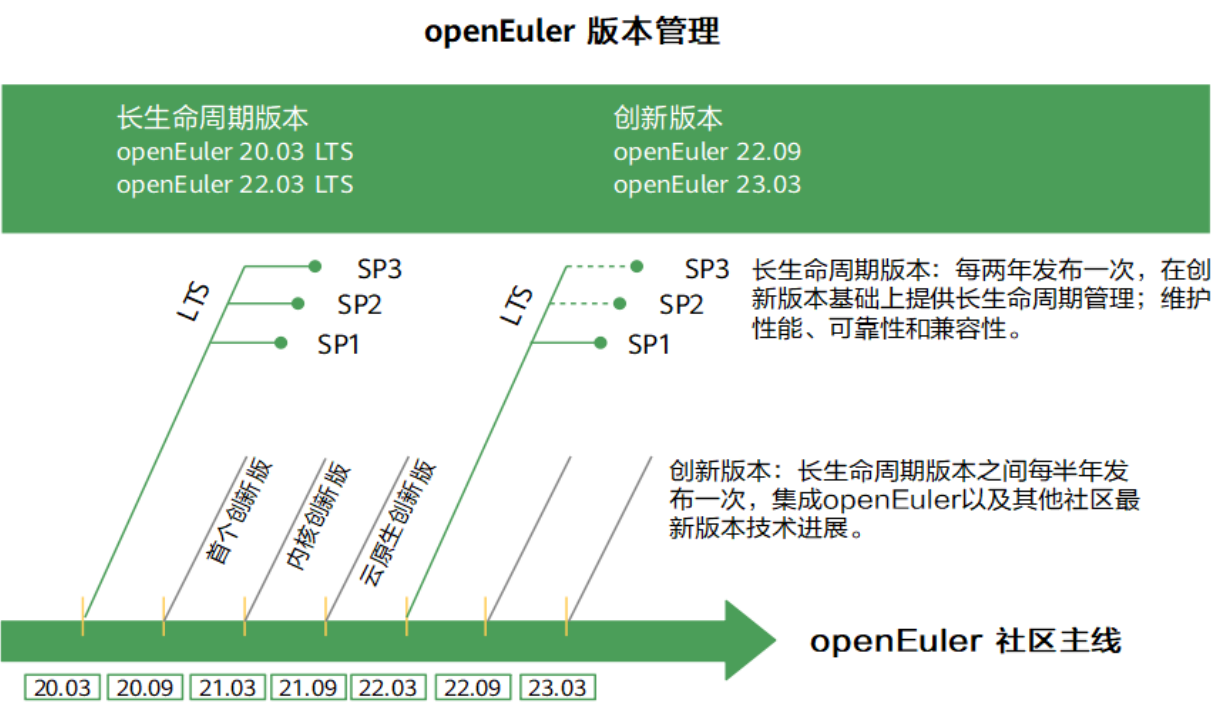 openEuler 版本管理
长生命周期版本
openEuler 20.03 LTS
openEuler 22.03 LTS
创新版本
openEuler 22.09
openEuler 23.03
LTS
SP3
SP2
SP1
LTS
SP3
SP2
SP1
长生命周期版本：每两年发布一次，在创
新版本基础上提供长生命周期管理；维护
性能、可靠性和兼容性。
首个创新版
内核创新版
云原生创新版
创新版本：长生命周期版本之间每半年发
布一次，集成openEuler以及其他社区最
新版本技术进展。
openEuler 社区主线
20.03
20.09
21.03
21.09
22.03
22.09
23.03